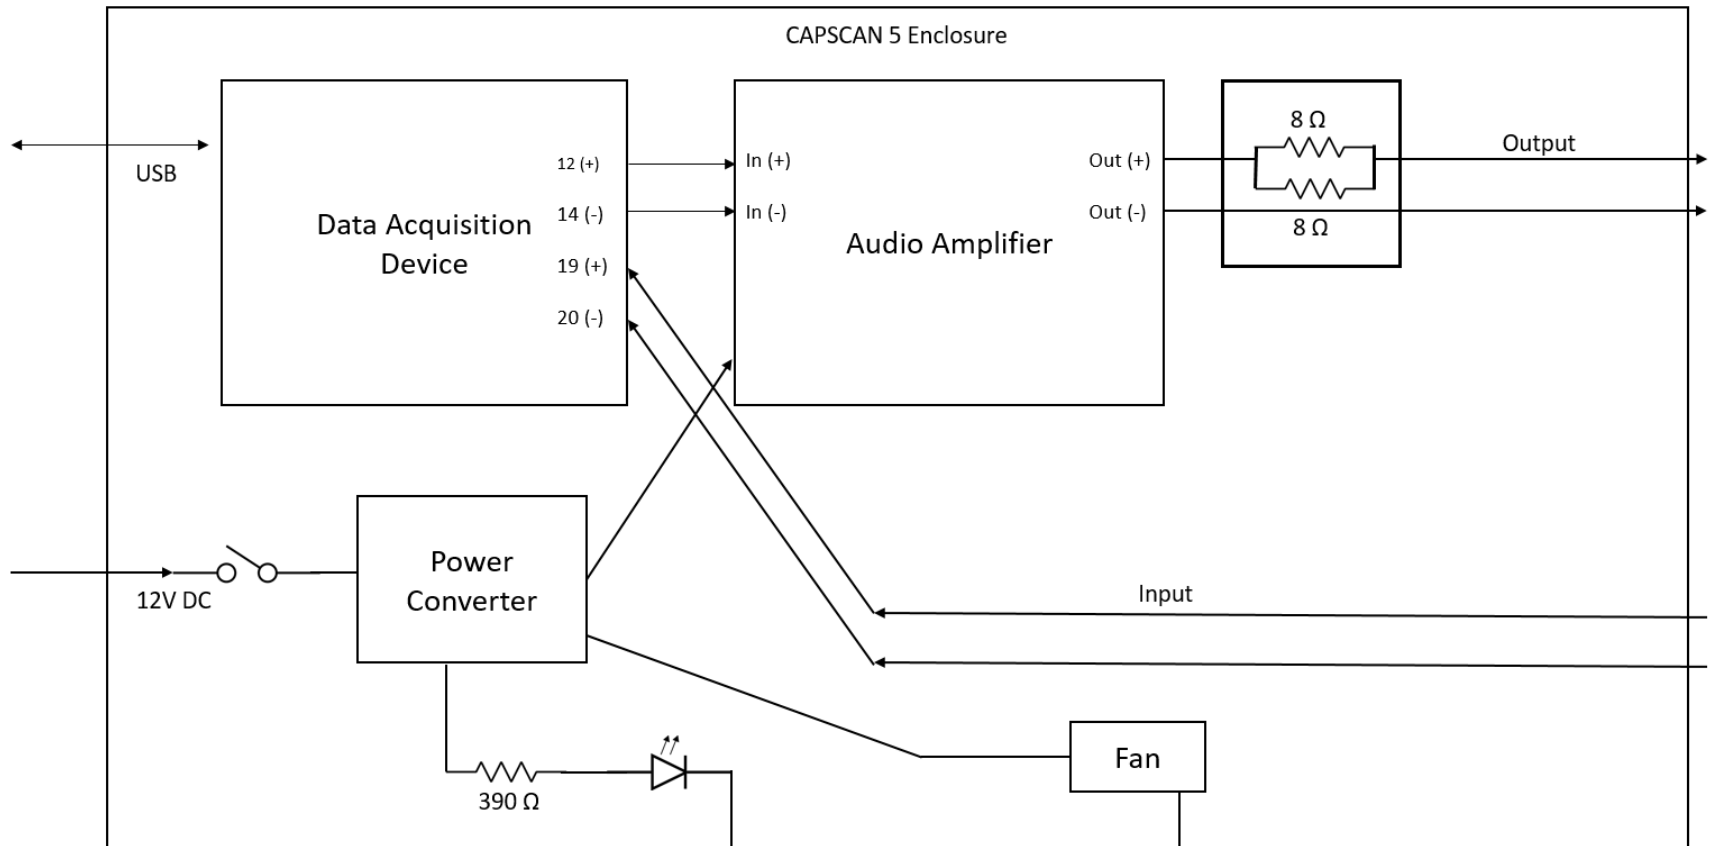 CAPSCAN 5 Enclosure
USB
Data Acquisition
Device
12 (+)
14 (-)
19 (+)
20 (-)
In (+)
In (-)
Audio Amplifier
Out (+)
Out (-)
8 Ω
8 Ω
Output
12V DC
Power
Converter
Input
390 Ω
Fan